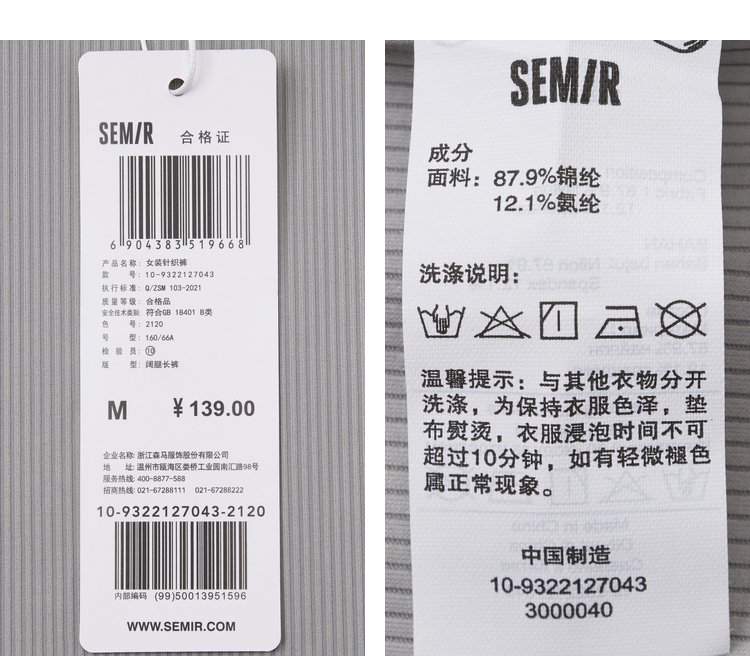 SEMIR 合格证
6 904383 519668
产品名称: 女装针织裤
款 号: 10-9322127043
执行标准: Q/ZSM 103-2021
质量等级: 合格品
安全技术类别: 符合GB 18401 B类
色 号: 2120
号 型: 160/66A
检 验 员: ⑩
版 型: 阔腿长裤
M ¥139.00
企业名称: 浙江森马服饰股份有限公司
地 址: 温州市瓯海区娄桥工业园南汇路98号
服务热线: 400-8877-588
招商热线: 021-67288111 021-67288222
10-9322127043-2120
内部编码 (99)50013951596
WWW.SEMIR.COM
SEMIR
成分
面料: 87.9%锦纶
12.1%氨纶
洗涤说明:
温馨提示: 与其他衣物分开
洗涤，为保持衣服色泽，垫
布熨烫，衣服浸泡时间不可
超过10分钟，如有轻微褪色
属正常现象。
中国制造
10-9322127043
3000040